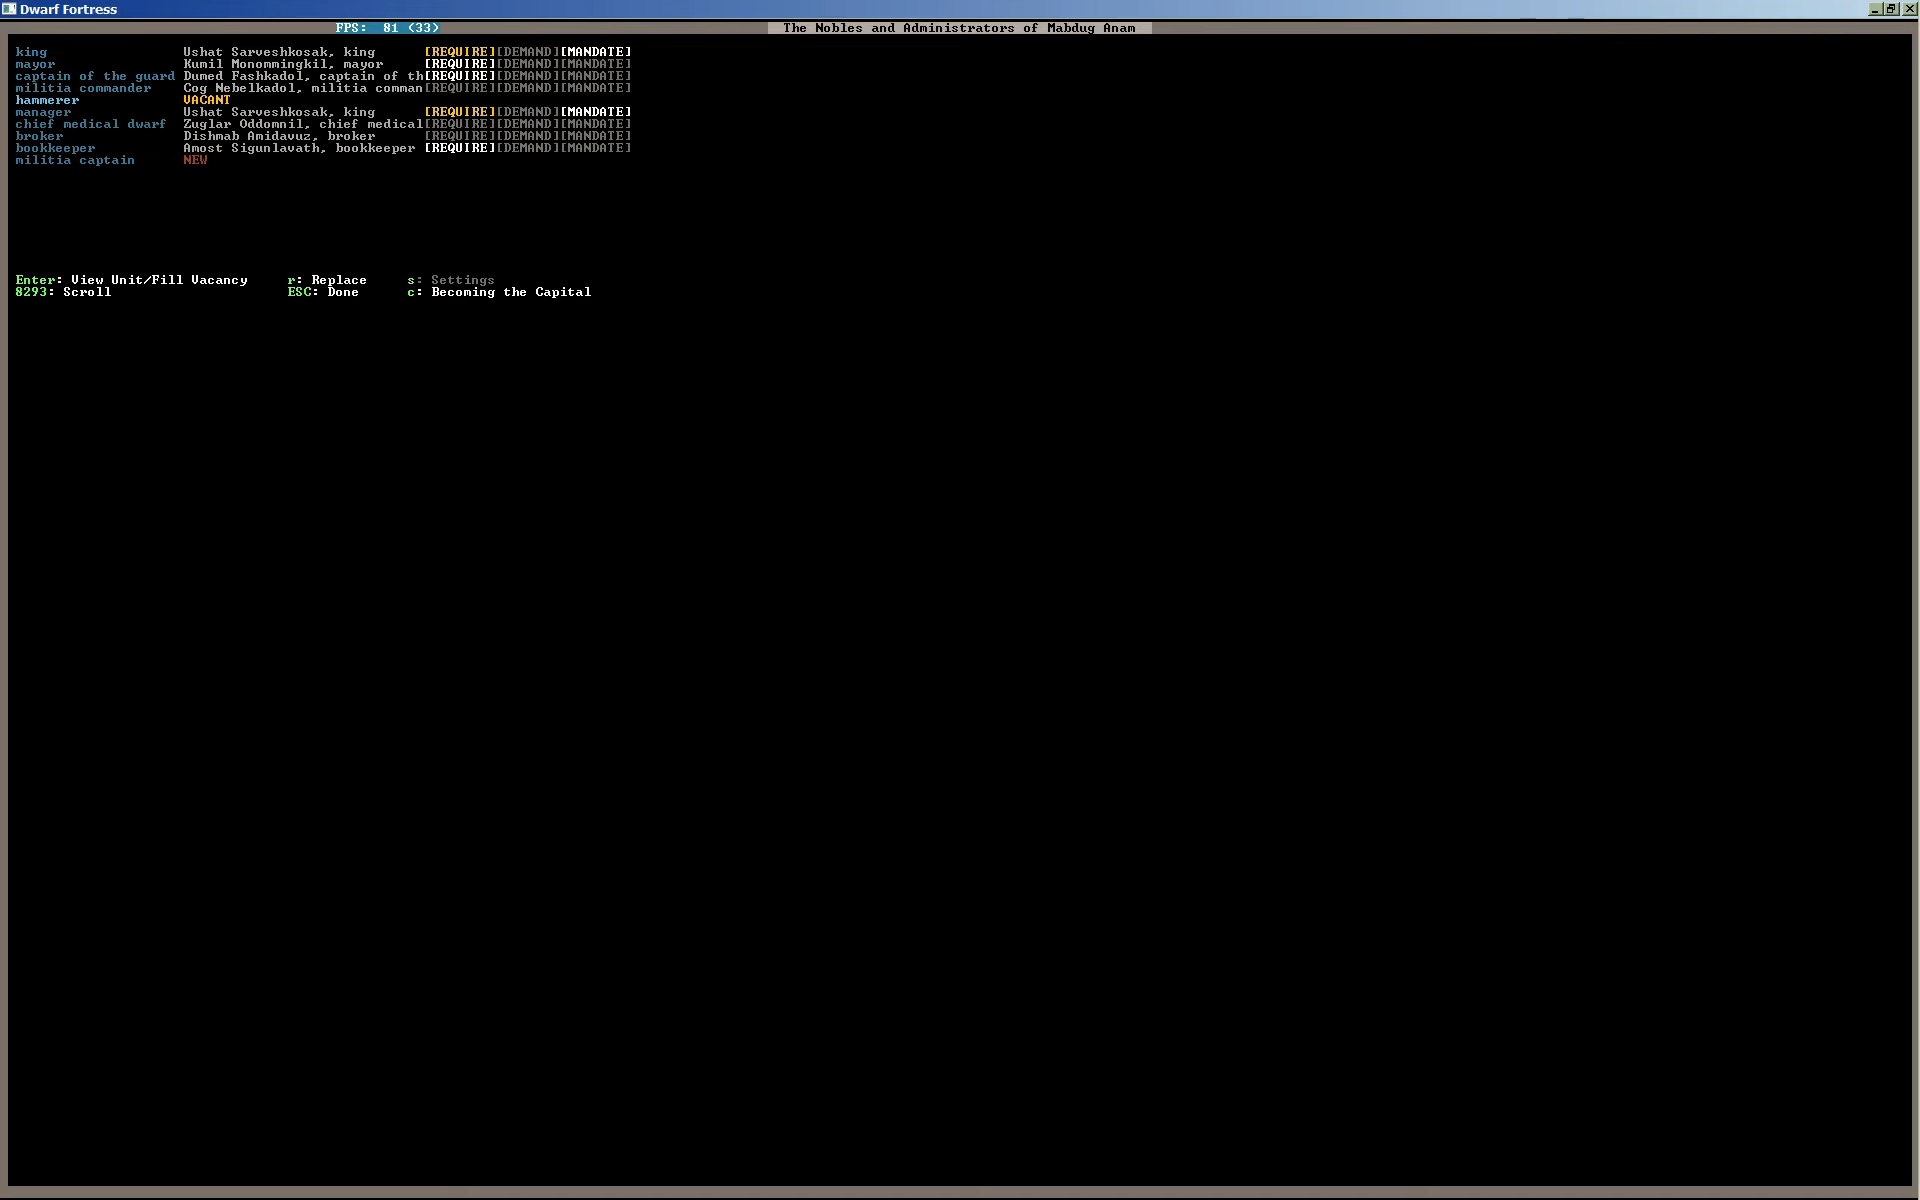 Dwarf Fortress
FPS: 81 (33) The Nobles and Administrators of Mabdug Anam
king Ushat Sarveshkosak, king [REQUIRE][DEMAND][MANDATE]
mayor Kumil Monommingkil, mayor [REQUIRE][DEMAND][MANDATE]
captain of the guard Dumed Fashkadol, captain of th[REQUIRE][DEMAND][MANDATE]
militia commander Cog Nebelkadol, militia comman[REQUIRE][DEMAND][MANDATE]
hammerer VACANT
manager Ushat Sarveshkosak, king [REQUIRE][DEMAND][MANDATE]
chief medical dwarf Zuglar Oddomnil, chief medical[REQUIRE][DEMAND][MANDATE]
broker Dishmab Amidavuz, broker [REQUIRE][DEMAND][MANDATE]
bookkeeper Amost Sigunlavath, bookkeeper [REQUIRE][DEMAND][MANDATE]
militia captain NEW
Enter: View Unit/Fill Vacancy r: Replace s: Settings
8293: Scroll ESC: Done c: Becoming the Capital